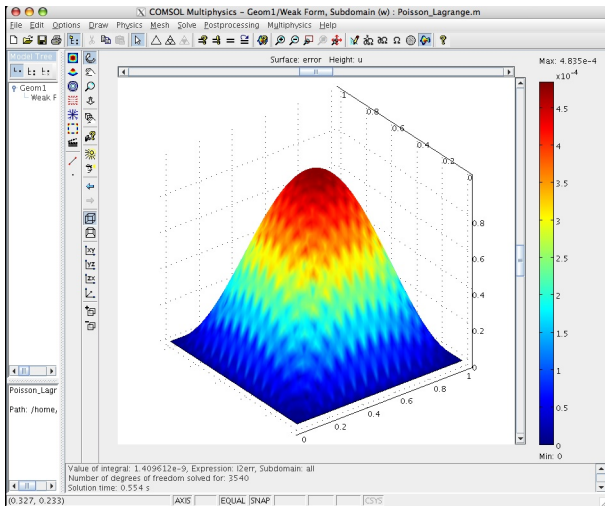 COMSOL Multiphysics - Geom1/Weak Form, Subdomain (w) : Poisson_Lagrange.m
File Edit Options Draw Physics Mesh Solve Postprocessing Multiphysics Help
Model Tree
Geom1
Weak F
Surface: error Height: u
Max: 4.835e-4
x10⁻⁴
4.5
4
3.5
3
2.5
2
1.5
1
0.5
0
Min: 0
1
0.8
0.6
0.4
0.2
0
0.8
0.6
0.4
0.2
0
0
0.2
0.4
0.6
0.8
1
Poisson_Lagr
Path: /home,
Value of integral: 1.409612e-9, Expression: l2err, Subdomain: all
Number of degrees of freedom solved for: 3540
Solution time: 0.554 s
(0.327, 0.233)
AXIS EQUAL SNAP CSYS